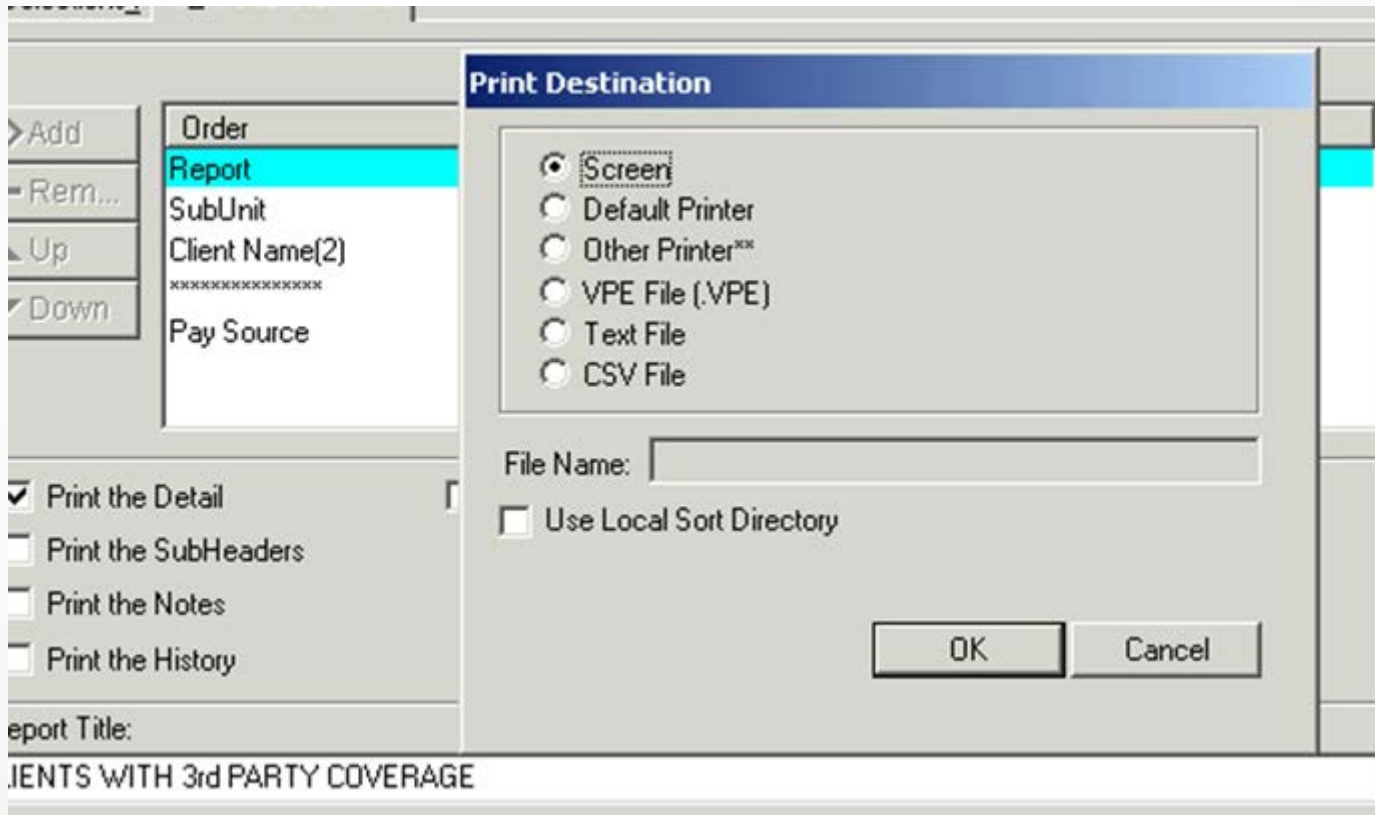 Print Destination
Add
Rem...
Up
Down
Order
Report
SubUnit
Client Name(2)
***************
Pay Source
Screen
Default Printer
Other Printer**
VPE File (.VPE)
Text File
CSV File
File Name:
Use Local Sort Directory
OK
Cancel
Print the Detail
Print the SubHeaders
Print the Notes
Print the History
eport Title:
LIENTS WITH 3rd PARTY COVERAGE